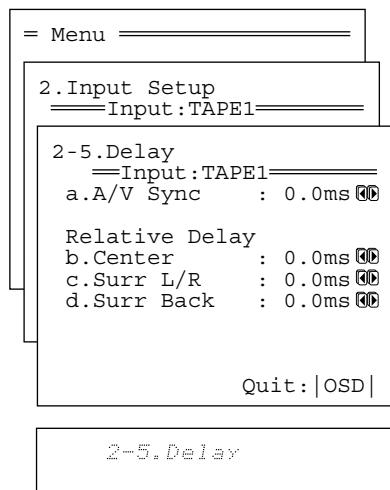 Menu
2.Input Setup
Input:TAPE1
2-5.Delay
Input:TAPE1
a.A/V Sync : 0.0ms
Relative Delay
b.Center : 0.0ms
c.Surr L/R : 0.0ms
d.Surr Back : 0.0ms
Quit:|OSD|
2-5.Delay